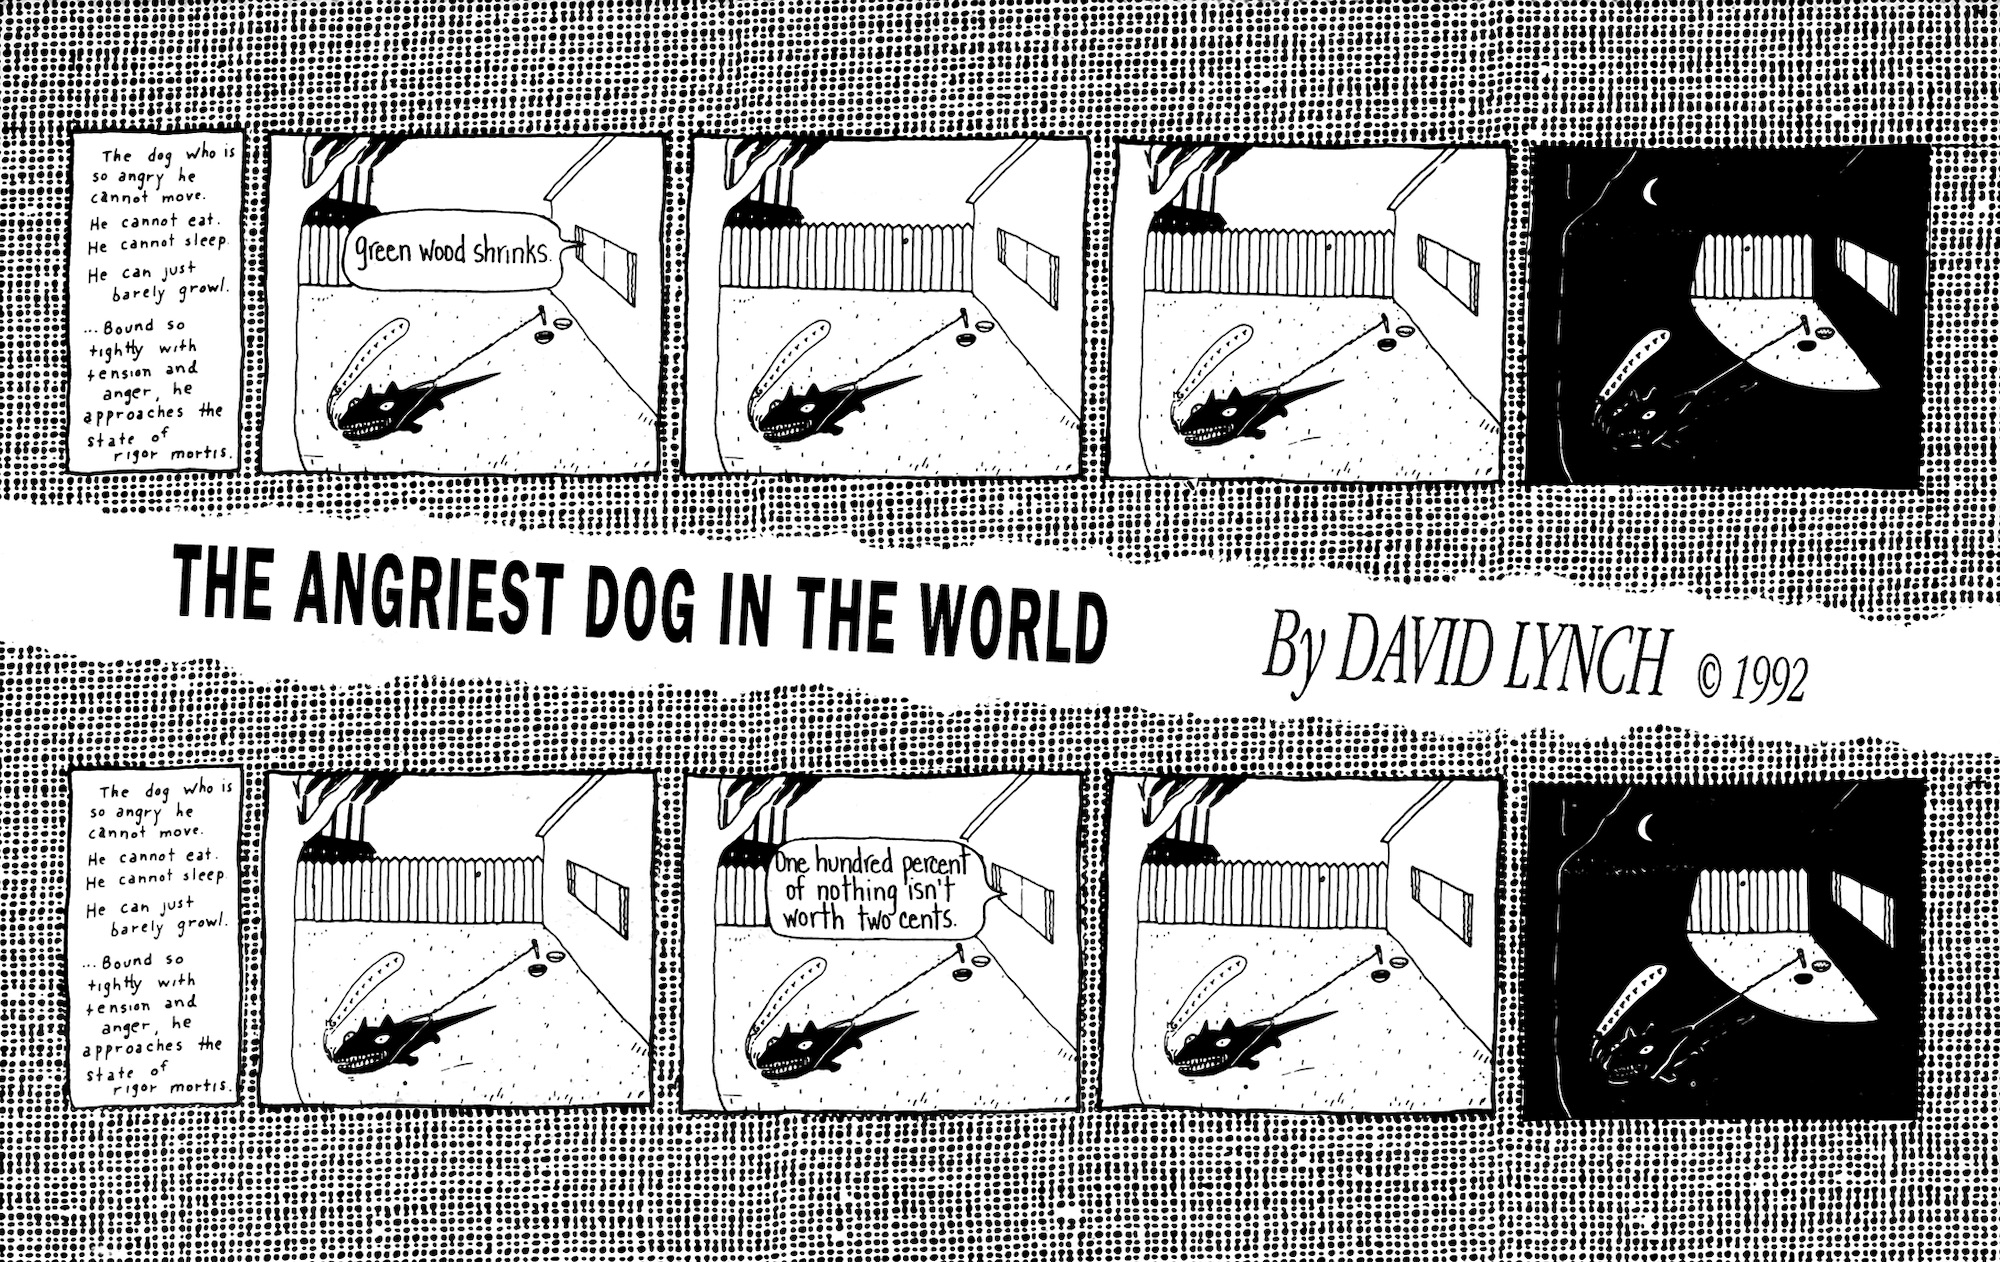 The dog who is
so angry he
cannot move.
He cannot eat.
He cannot sleep.
He can just
barely growl.
...Bound so
tightly with
tension and
anger, he
approaches the
state of
rigor mortis.
green wood shrinks.
THE ANGRIEST DOG IN THE WORLD
By DAVID LYNCH © 1992
The dog who is
so angry he
cannot move.
He cannot eat.
He cannot sleep
He can just
barely growl.
...Bound so
tightly with
tension and
anger, he
approaches the
state of
rigor mortis.
One hundred percent
of nothing isn't
worth two cents.